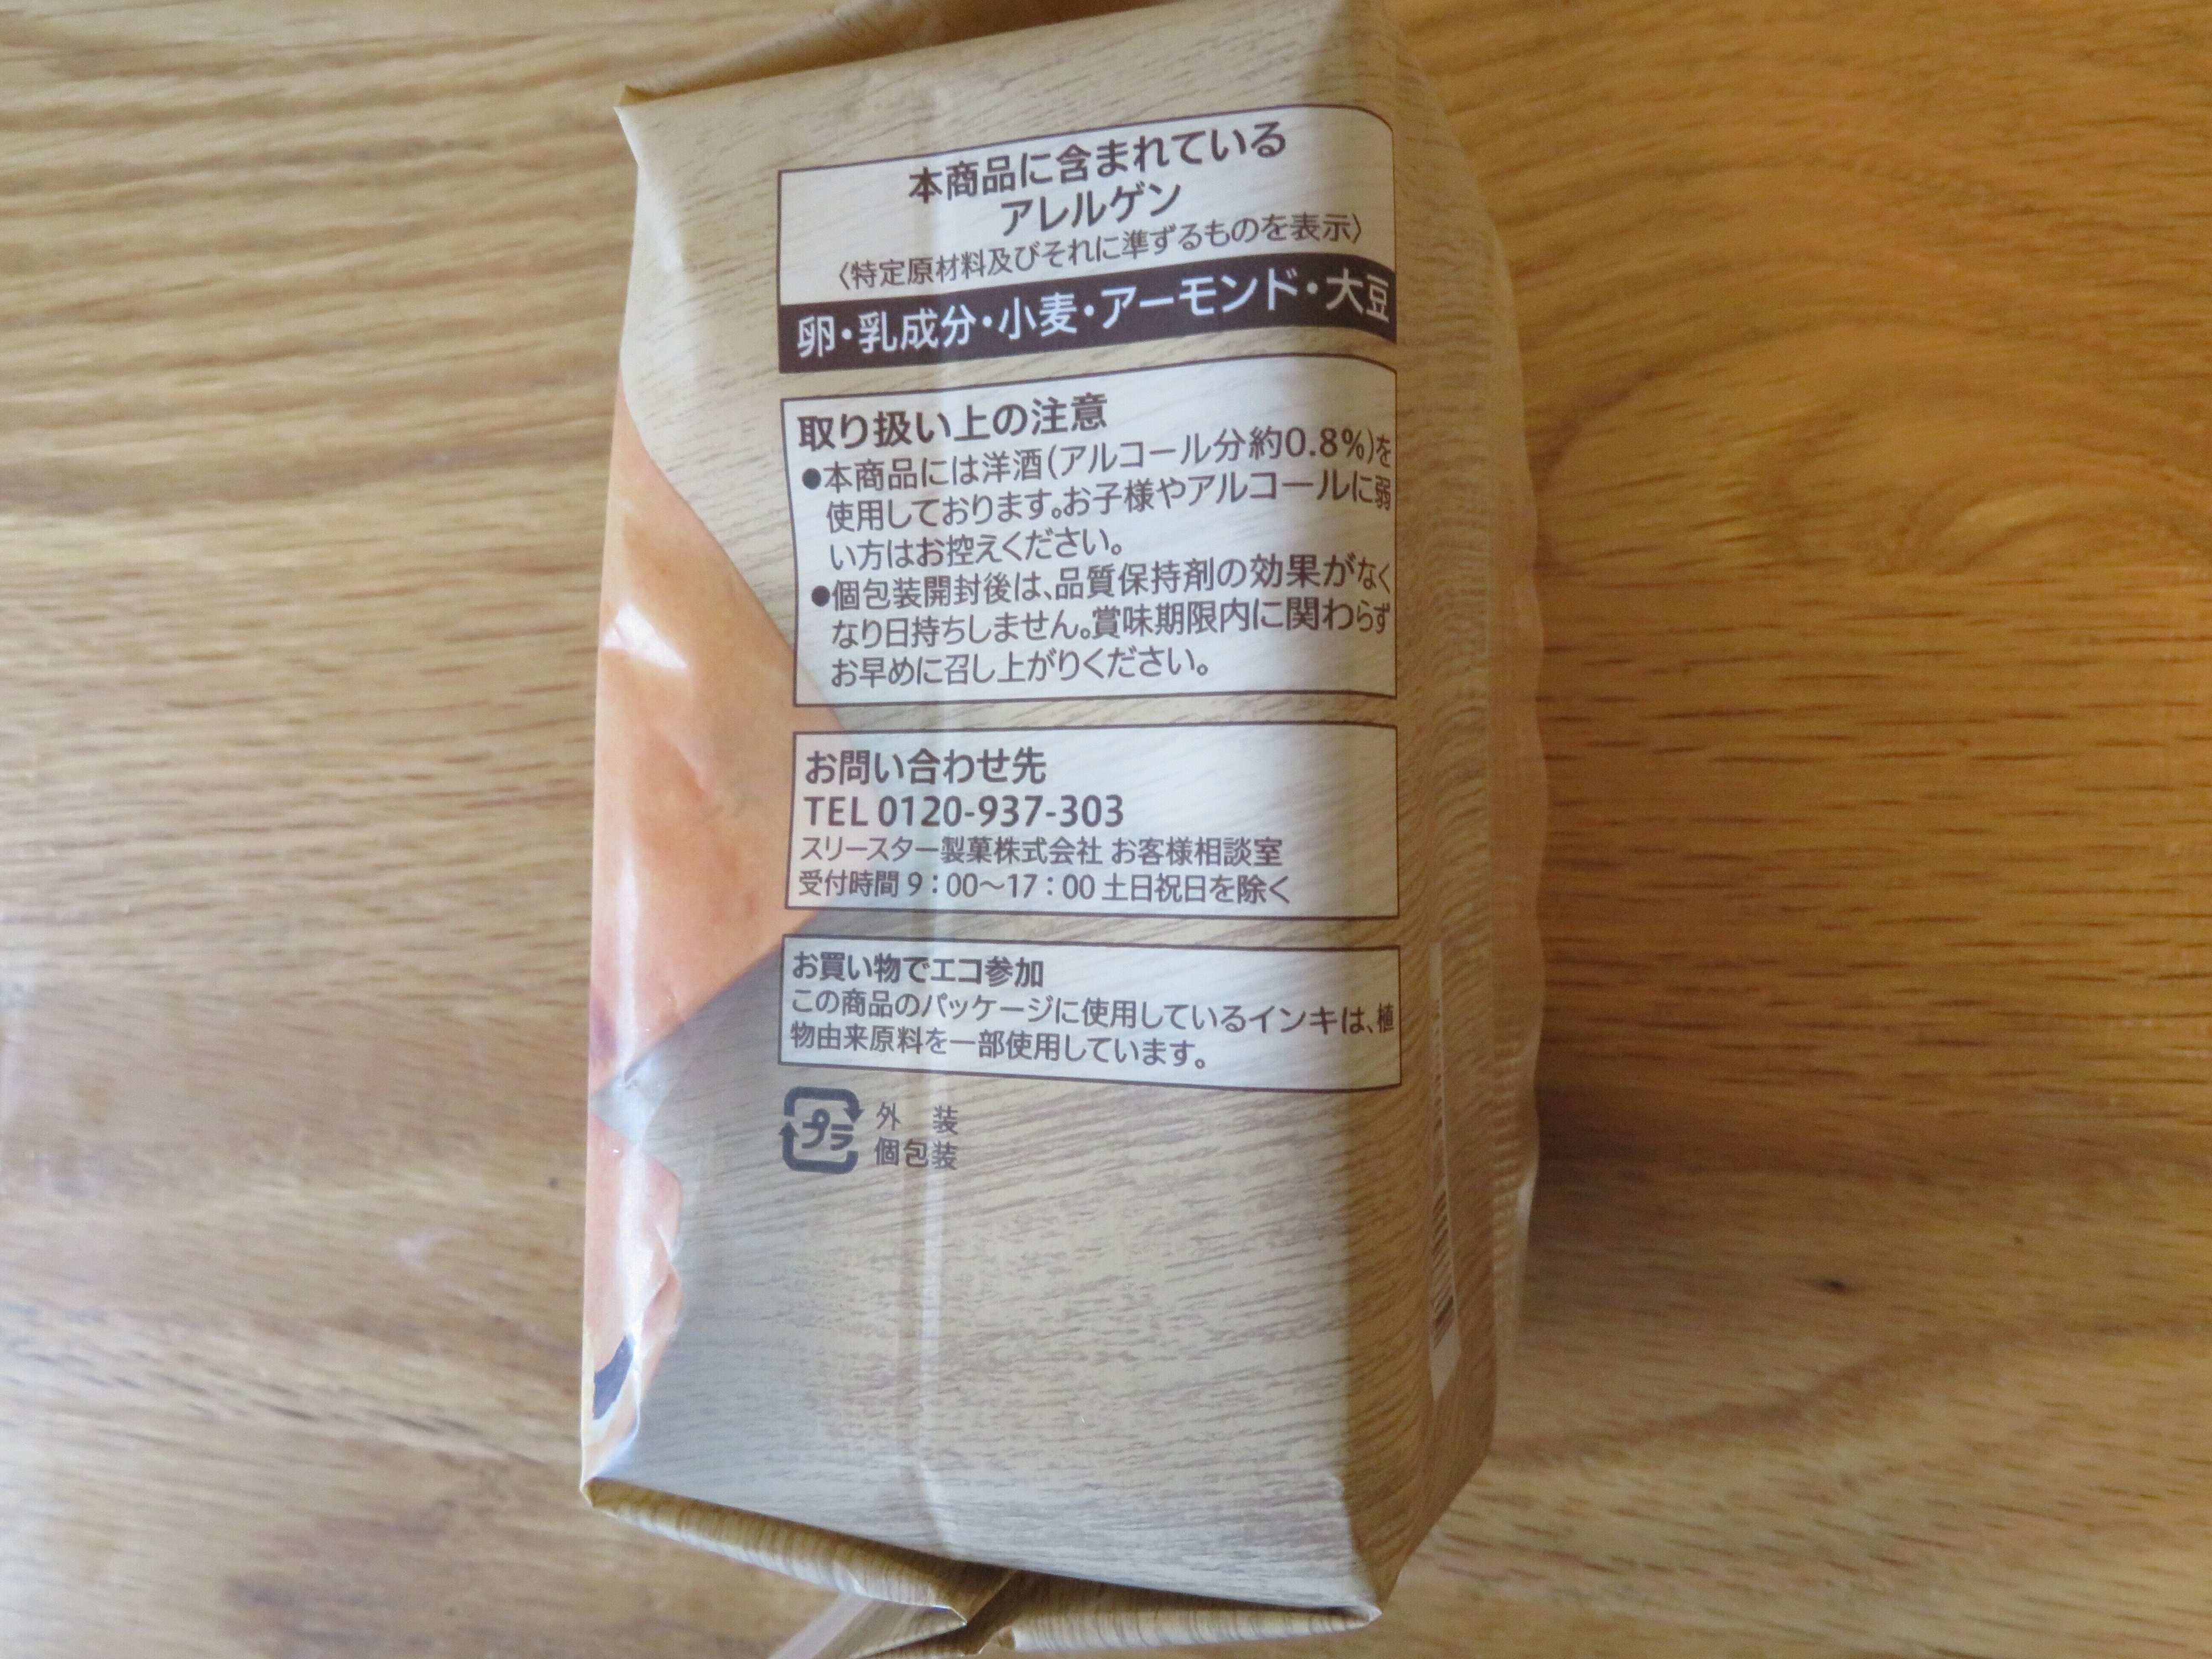 本商品に含まれている
アレルゲン
〈特定原材料及びそれに準ずるものを表示〉
卵・乳成分・小麦・アーモンド・大豆
取り扱い上の注意
●本商品には洋酒(アルコール分約0.8%)を
使用しております。お子様やアルコールに弱
い方はお控えください。
●個包装開封後は、品質保持剤の効果がなく
なり日持ちしません。賞味期限内に関わらず
お早めに召し上がりください。
お問い合わせ先
TEL 0120-937-303
スリースター製菓株式会社 お客様相談室
受付時間 9:00～17:00 土日祝日を除く
お買い物でエコ参加
この商品のパッケージに使用しているインキは、植
物由来原料を一部使用しています。
プラ 外 装
個包装